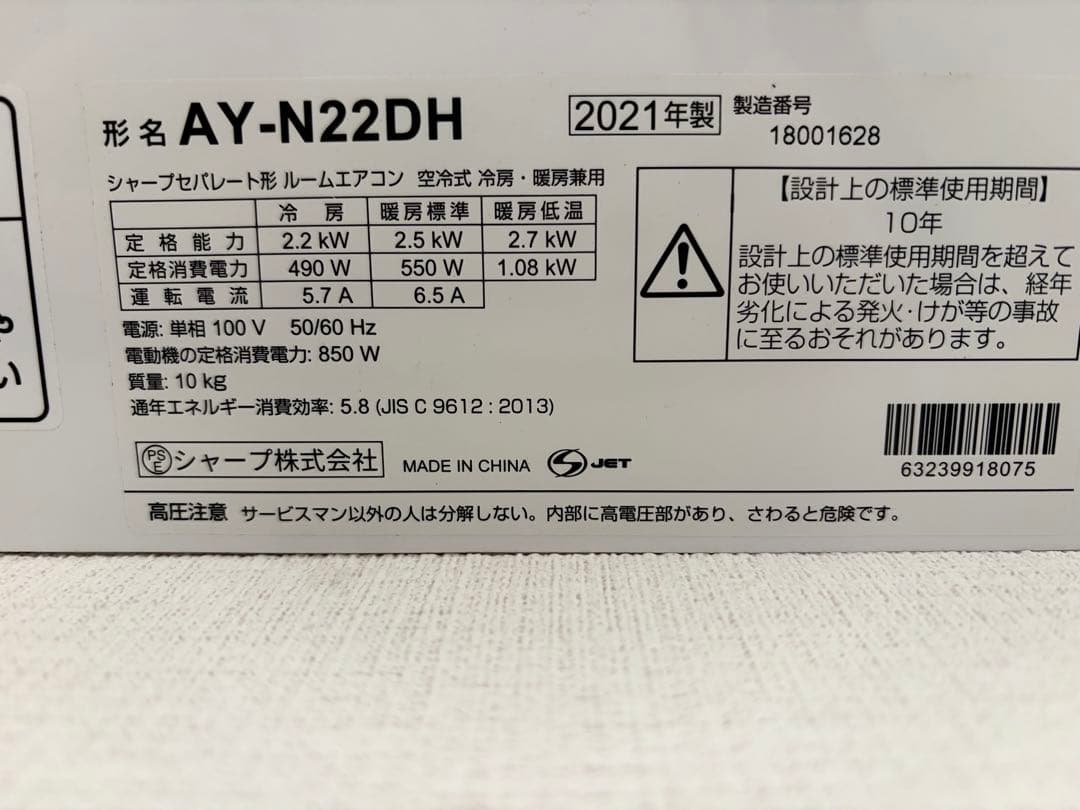 形名 AY-N22DH
2021年製
製造番号
18001628
シャープセパレート形 ルームエアコン 空冷式 冷房・暖房兼用
冷房 暖房標準 暖房低温
定格能力 2.2 kW 2.5 kW 2.7 kW
定格消費電力 490 W 550 W 1.08 kW
運転電流 5.7 A 6.5 A
電源: 単相 100 V 50/60 Hz
電動機の定格消費電力: 850 W
質量: 10 kg
通年エネルギー消費効率: 5.8 (JIS C 9612 : 2013)
【設計上の標準使用期間】
10年
設計上の標準使用期間を超えて
お使いいただいた場合は、経年
劣化による発火・けが等の事故
に至るおそれがあります。
PSE シャープ株式会社 MADE IN CHINA S JET
63239918075
高圧注意 サービスマン以外の人は分解しない。内部に高電圧部があり、さわると危険です。
い